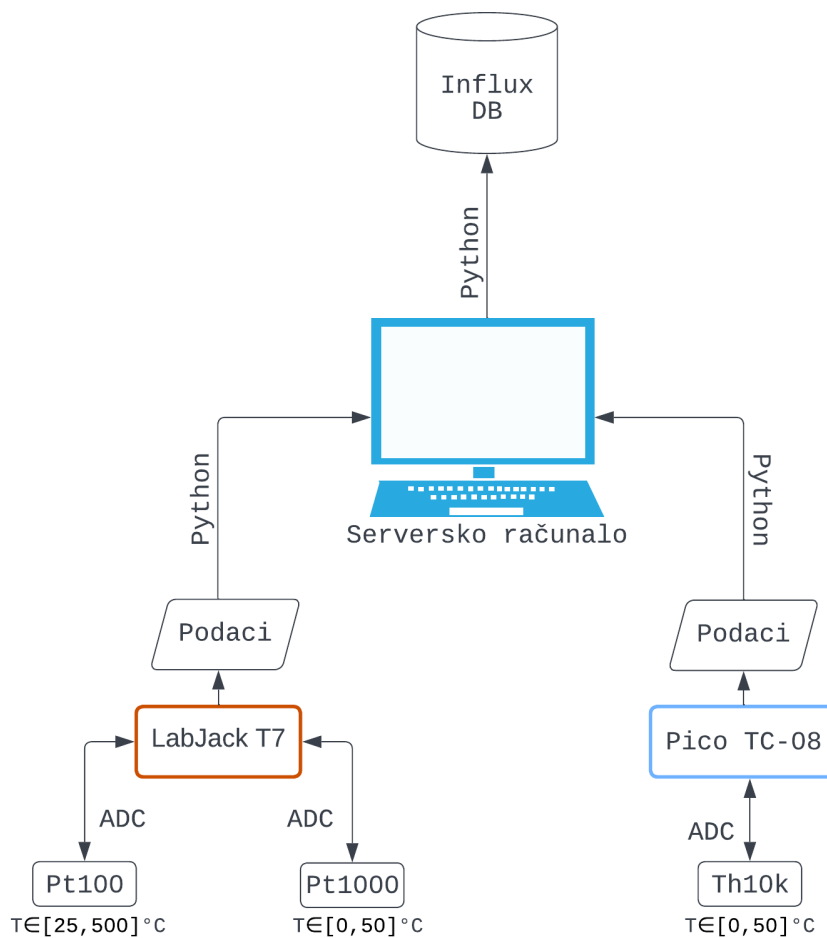 Influx
DB
Python
Python
Python
Serversko računalo
Podaci
Podaci
LabJack T7
Pico TC-08
ADC
ADC
ADC
Pt100
Pt1000
Th10k
T∈[25,500]°C
T∈[0,50]°C
T∈[0,50]°C